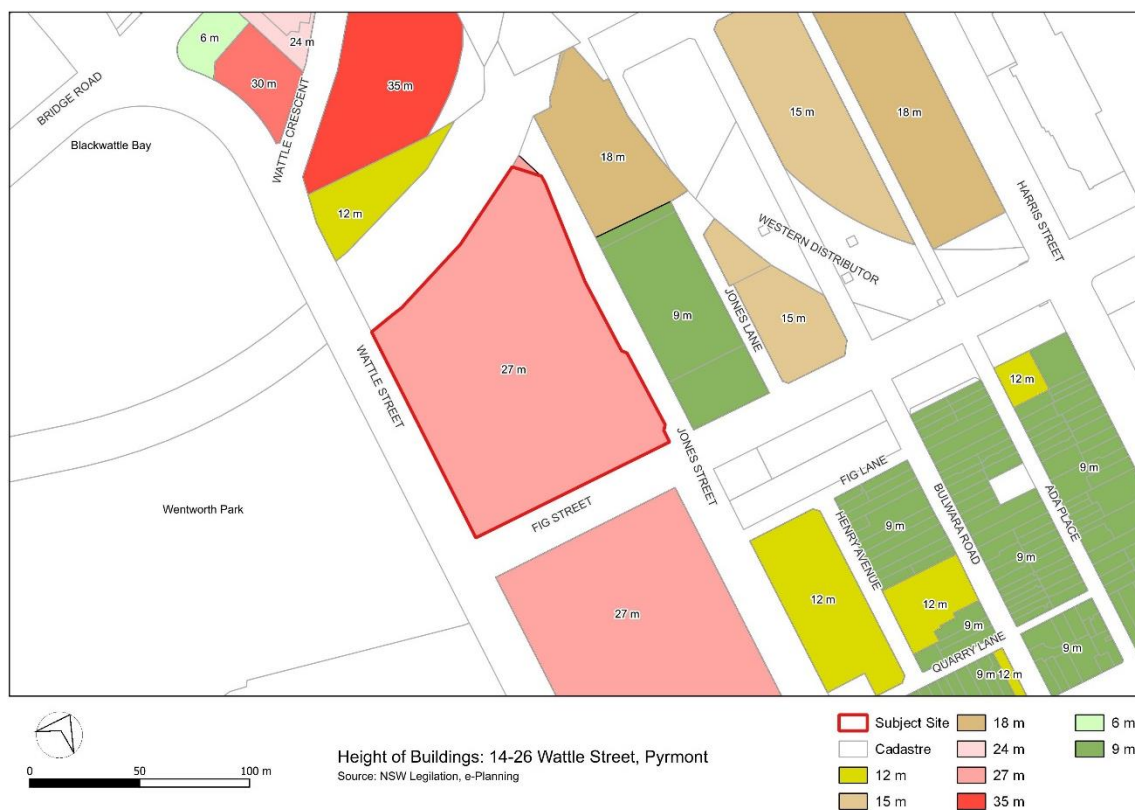 6 m
24 m
30 m
35 m
BRIDGE ROAD
WATTLE CRESCENT
Blackwattle Bay
12 m
18 m
15 m
18 m
HARRIS STREET
WESTERN DISTRIBUTOR
9 m
JONES LANE
15 m
27 m
WATTLE STREET
JONES STREET
12 m
9 m
FIG LANE
BULWARA ROAD
ADA PLACE
Wentworth Park
FIG STREET
9 m
HENRY AVENUE
9 m
27 m
12 m
12 m
9 m
QUARRY LANE
9 m
9 m
12 m
Height of Buildings: 14-26 Wattle Street, Pyrmont
Source: NSW Legilation, e-Planning
0
50
100 m
Subject Site
Cadastre
12 m
15 m
18 m
24 m
27 m
35 m
6 m
9 m